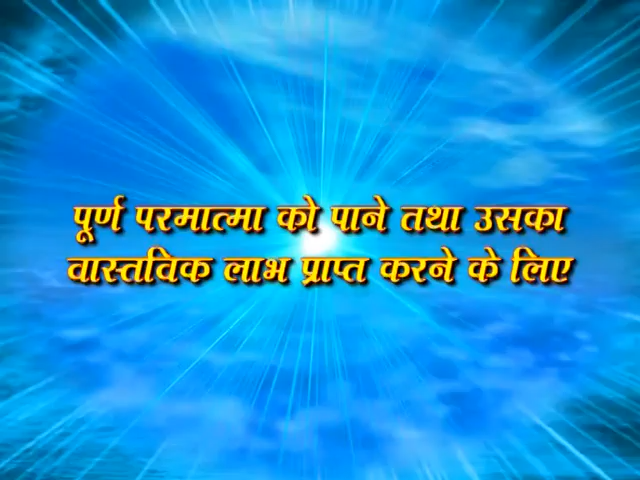 पूर्ण परमात्मा को पाने तथा उसका
वास्तविक लाभ प्राप्त करने के लिए